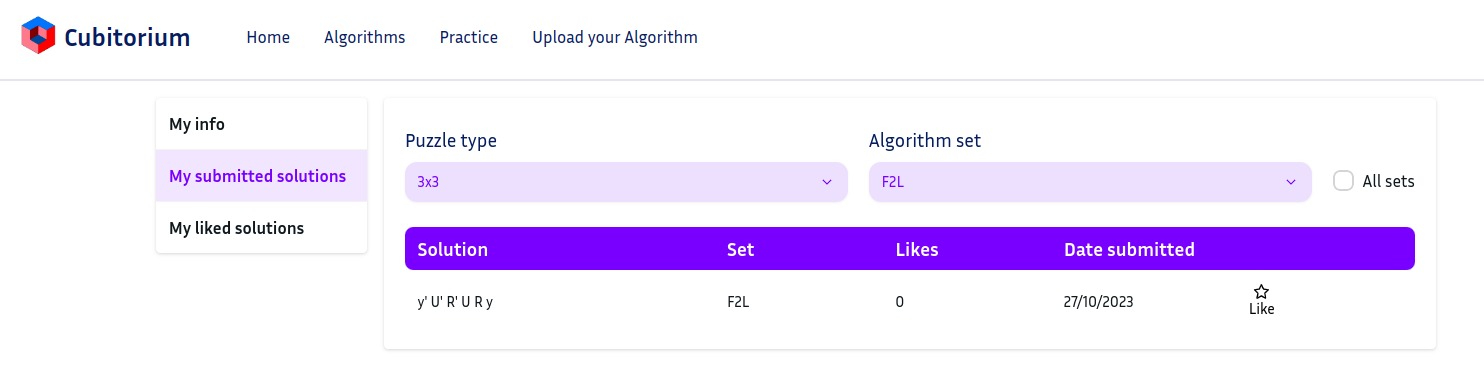 Cubitorium Home Algorithms Practice Upload your Algorithm
My info
My submitted solutions
My liked solutions
Puzzle type Algorithm set
3x3 F2L All sets
Solution Set Likes Date submitted
y' U' R' U R y F2L 0 27/10/2023 Like